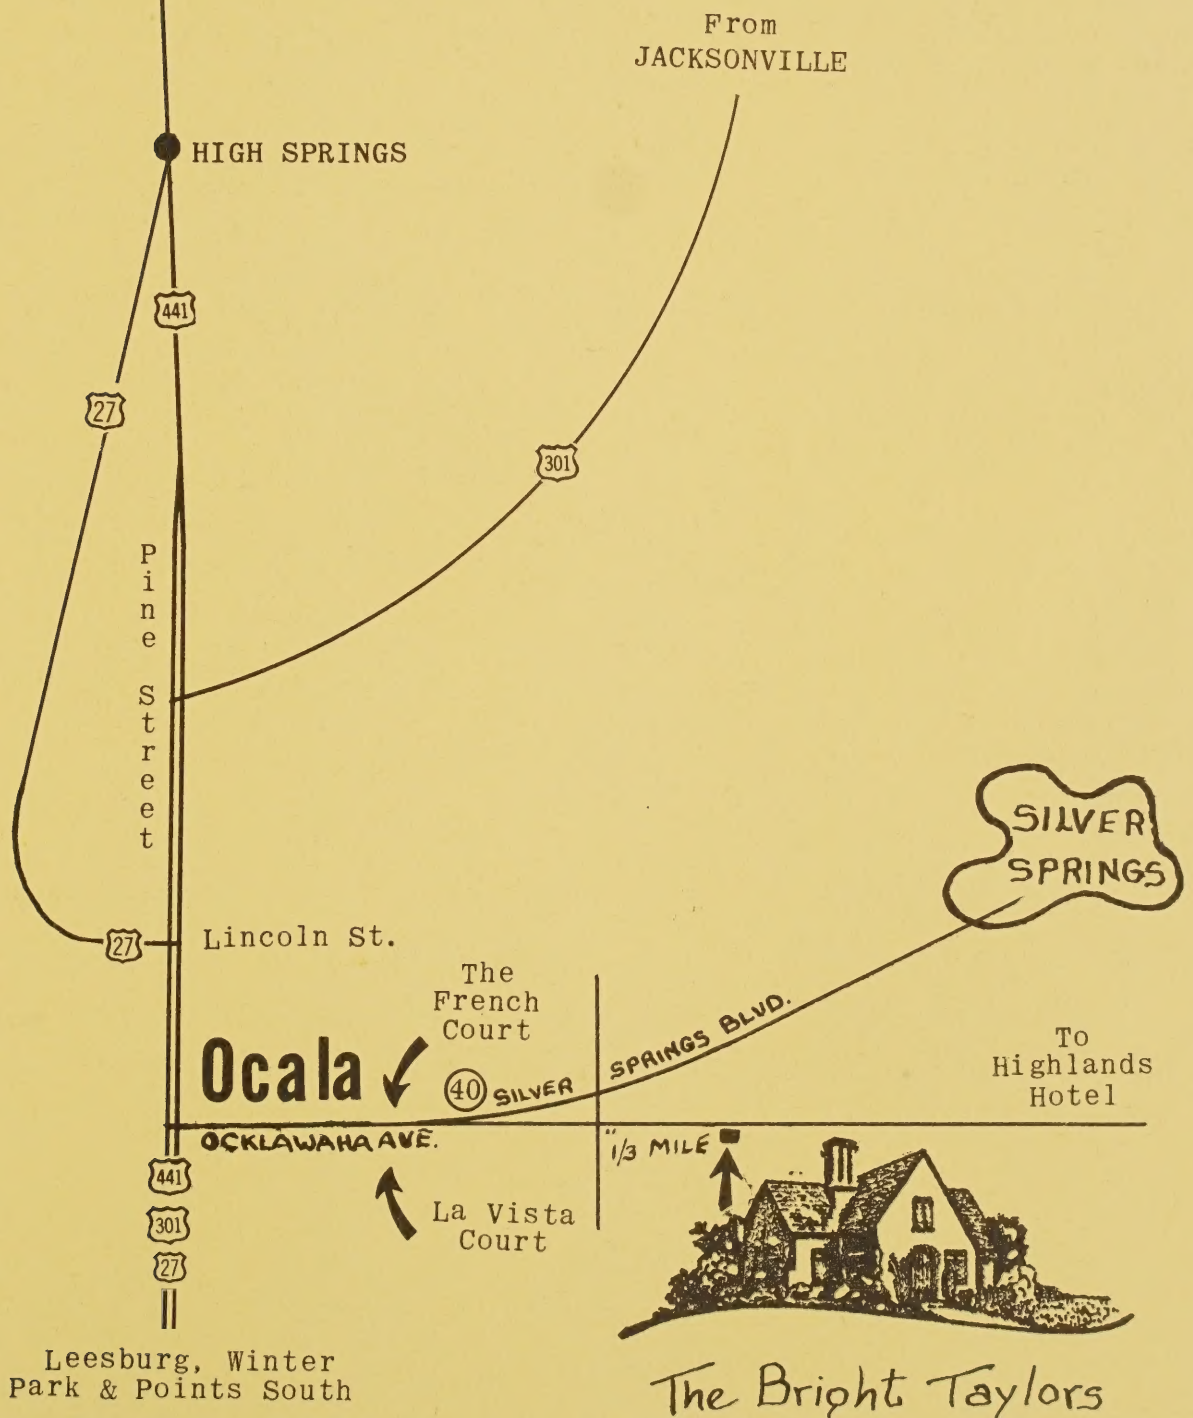 From
JACKSONVILLE
HIGH SPRINGS
441
27
301
Pine Street
SILVER
SPRINGS
27
Lincoln St.
The
French
Court
Ocala
40
SILVER SPRINGS BLVD.
To
Highlands
Hotel
OCKLAWAHA AVE.
"1/3 MILE
441
301
27
La Vista
Court
Leesburg, Winter
Park & Points South
The Bright Taylors